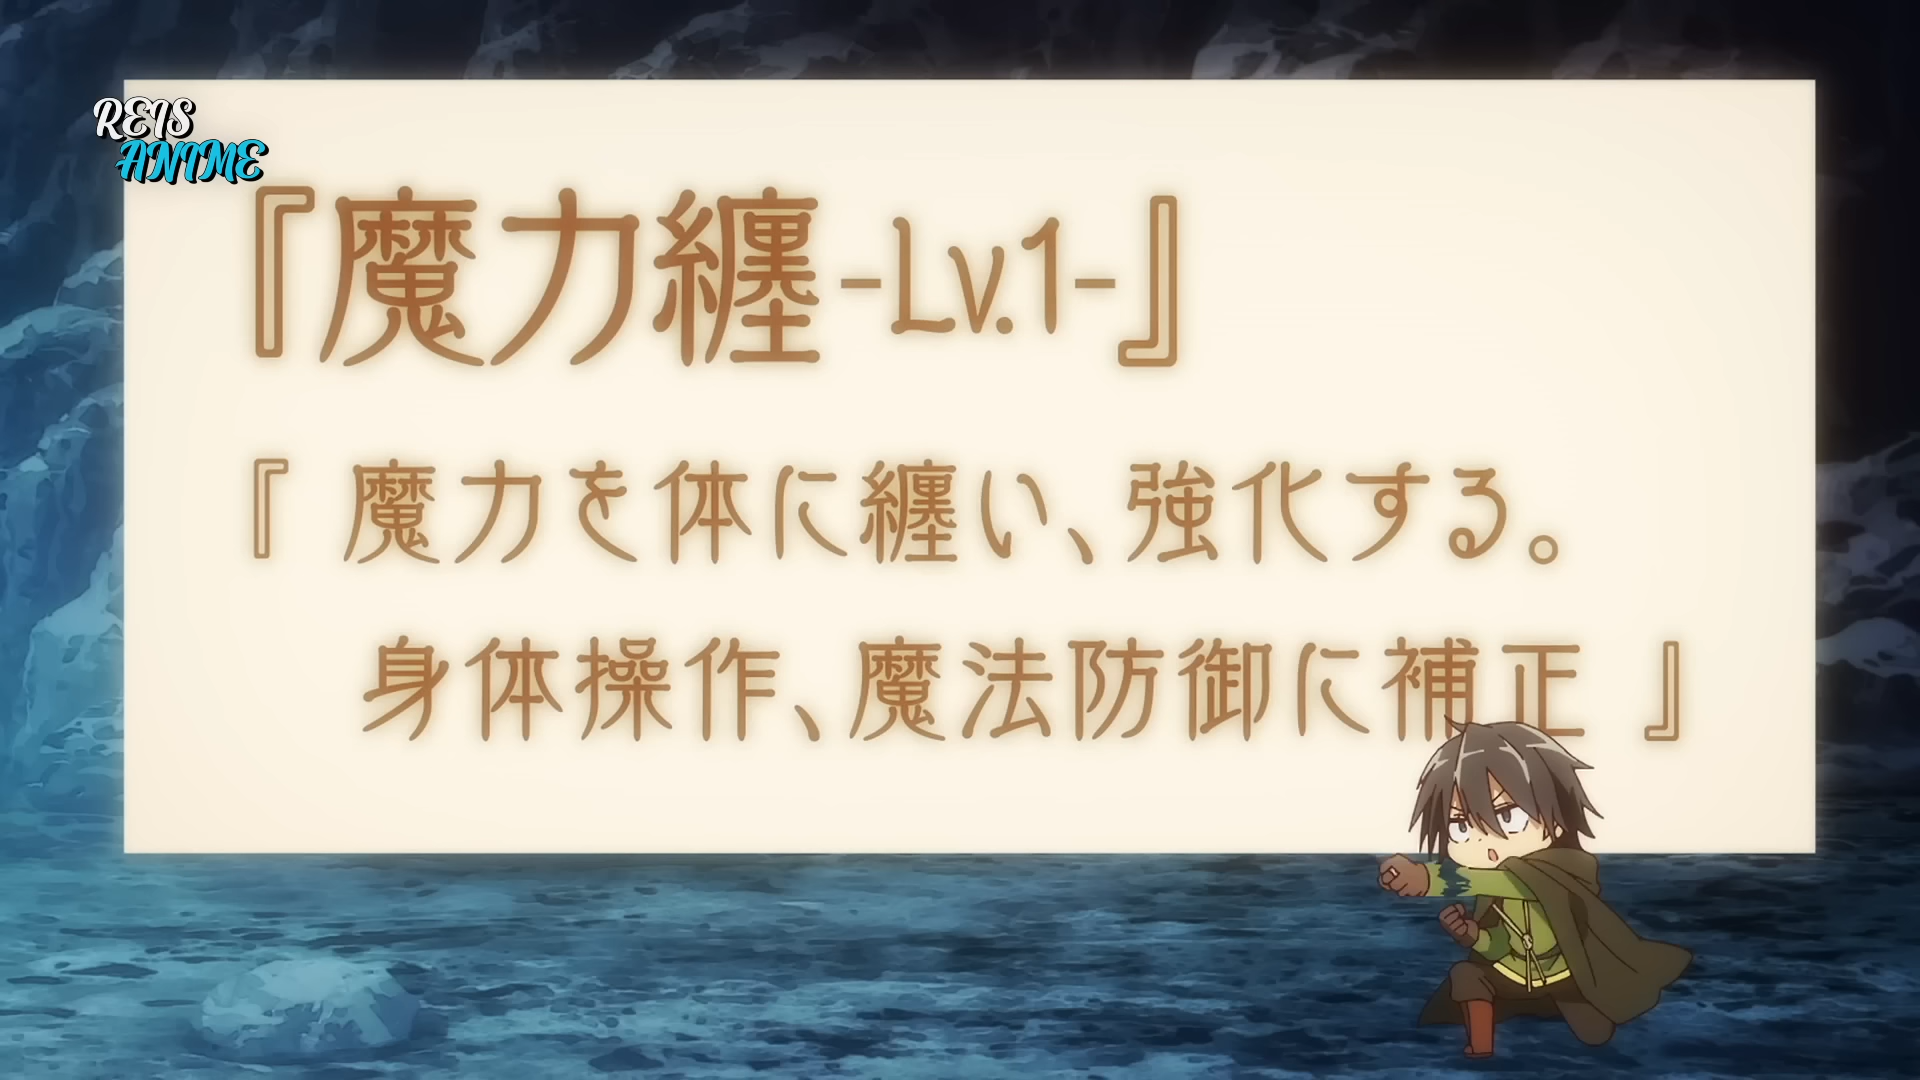 REIS
ANIME
『魔力纏-Lv.1-』
『 魔力を体に纏い、強化する。
身体操作、魔法防御に補正 』